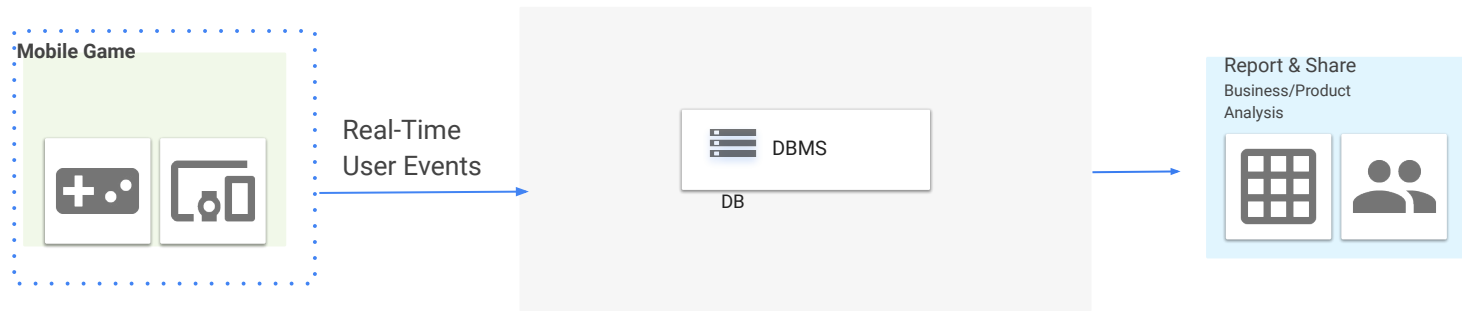 Mobile Game
Real-Time
User Events
DBMS
DB
Report & Share
Business/Product
Analysis